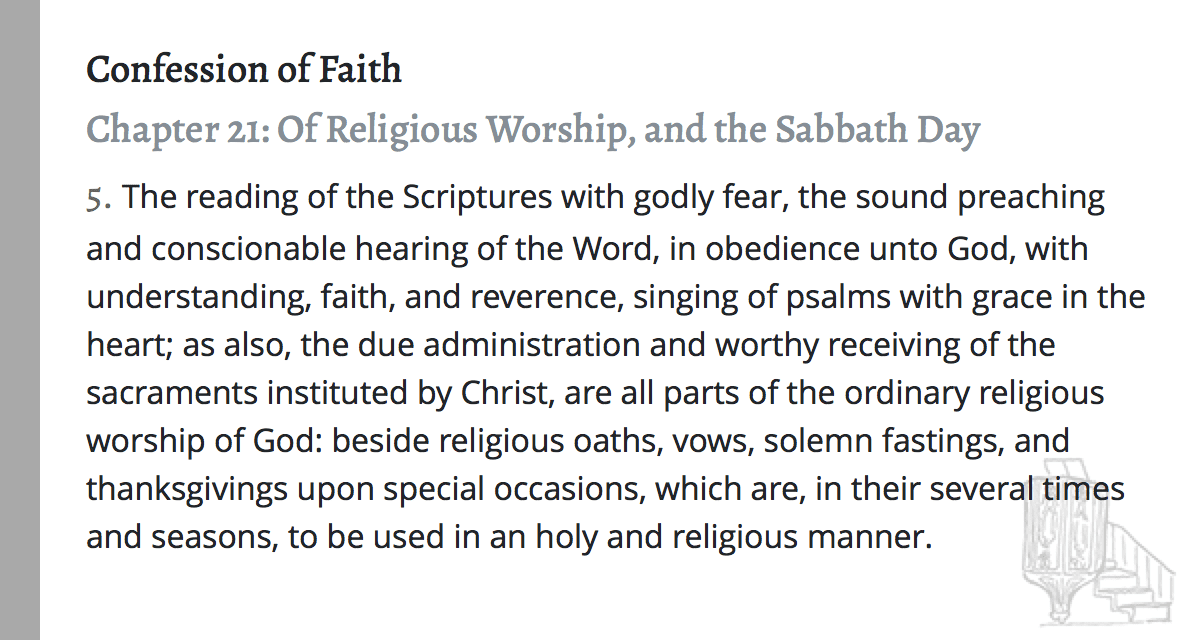 Confession of Faith
Chapter 21: Of Religious Worship, and the Sabbath Day
5. The reading of the Scriptures with godly fear, the sound preaching
and conscionable hearing of the Word, in obedience unto God, with
understanding, faith, and reverence, singing of psalms with grace in the
heart; as also, the due administration and worthy receiving of the
sacraments instituted by Christ, are all parts of the ordinary religious
worship of God: beside religious oaths, vows, solemn fastings, and
thanksgivings upon special occasions, which are, in their several times
and seasons, to be used in an holy and religious manner.